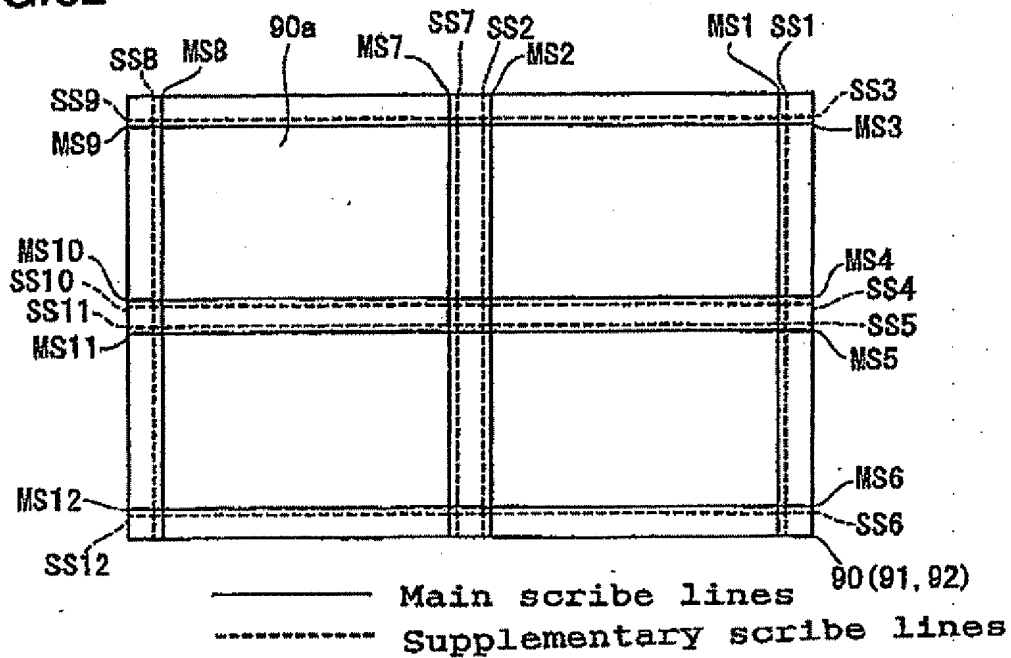 90a
MS7
SS7
SS2
MS2
MS1
SS1
SS8
MS8
SS9
MS9
SS3
MS3
MS10
SS10
SS11
MS11
MS4
SS4
SS5
MS5
MS12
SS12
MS6
SS6
90(91,92)
Main scribe lines
Supplementary scribe lines